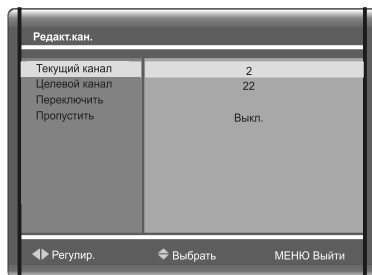 Редакт.кан.
Текущий канал 2
Целевой канал 22
Переключить
Пропустить Выкл.
Регулир. Выбрать МЕНЮ Выйти